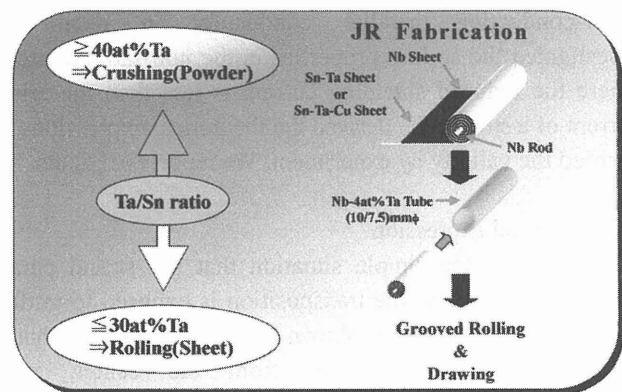 ≧40at%Ta
⇒Crushing(Powder)
Ta/Sn ratio
≦30at%Ta
⇒Rolling(Sheet)
JR Fabrication
Nb Sheet
Sn-Ta Sheet
or
Sn-Ta-Cu Sheet
Nb Rod
Nb-4at%Ta Tube
(10/7.5)mmϕ
Grooved Rolling
&
Drawing